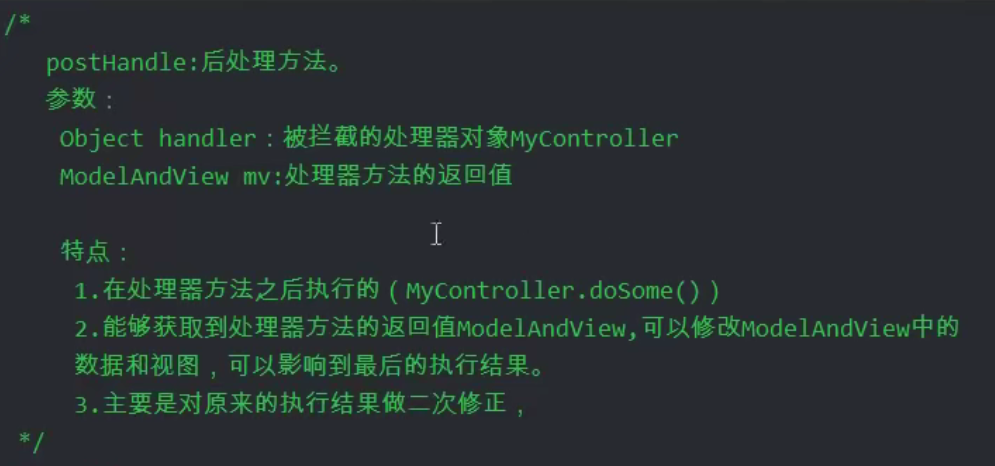 /*
postHandle:后处理方法。
参数：
Object handler：被拦截的处理器对象MyController
ModelAndView mv:处理器方法的返回值
特点：
1.在处理器方法之后执行的（MyController.doSome()）
2.能够获取到处理器方法的返回值ModelAndView,可以修改ModelAndView中的
数据和视图，可以影响到最后的执行结果。
3.主要是对原来的执行结果做二次修正，
*/